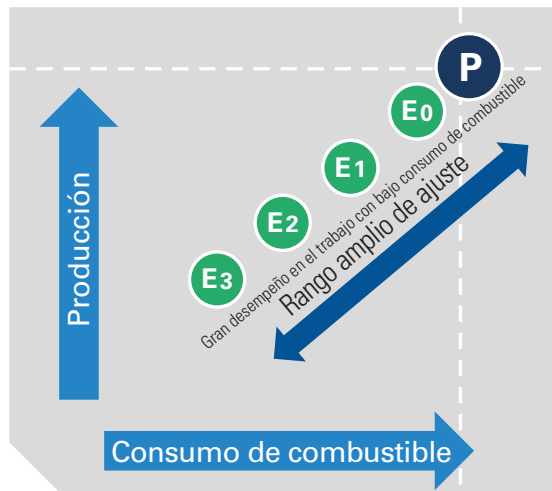 P
E0
E1
E2
E3
Gran desempeño en el trabajo con bajo consumo de combustible
Rango amplio de ajuste
Producción
Consumo de combustible